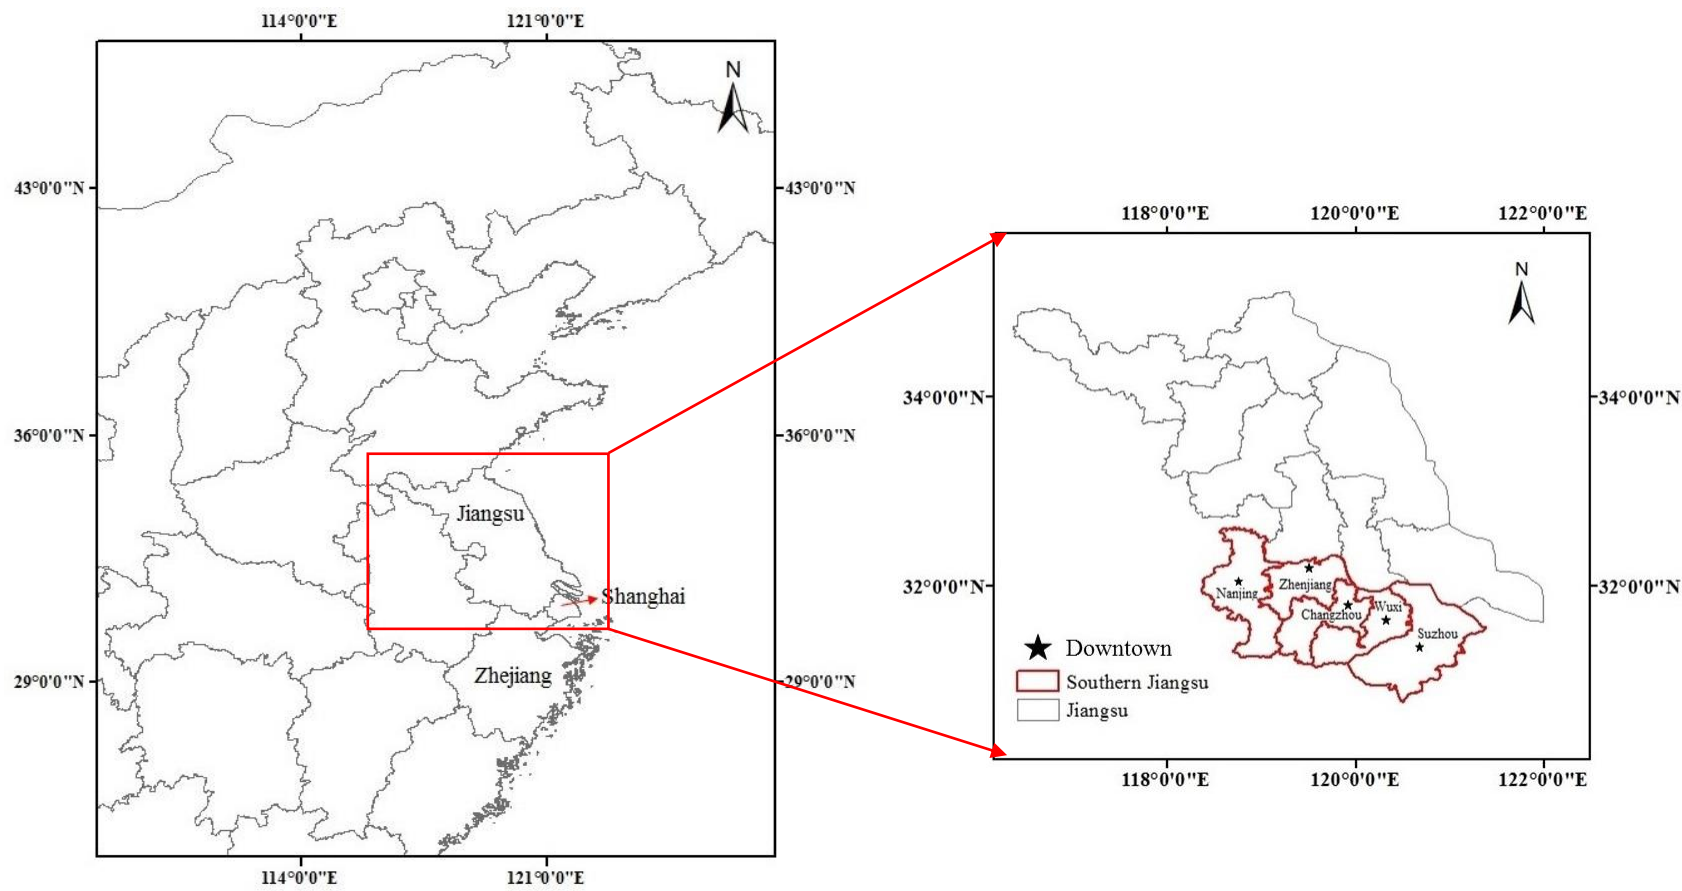 114°0'0"E
121°0'0"E
N
43°0'0"N
43°0'0"N
36°0'0"N
36°0'0"N
Jiangsu
Shanghai
Zhejiang
29°0'0"N
29°0'0"N
114°0'0"E
121°0'0"E
118°0'0"E
120°0'0"E
122°0'0"E
N
34°0'0"N
34°0'0"N
32°0'0"N
32°0'0"N
Nanjing
Zhenjiang
Changzhou
Wuxi
Suzhou
Downtown
Southern Jiangsu
Jiangsu
118°0'0"E
120°0'0"E
122°0'0"E